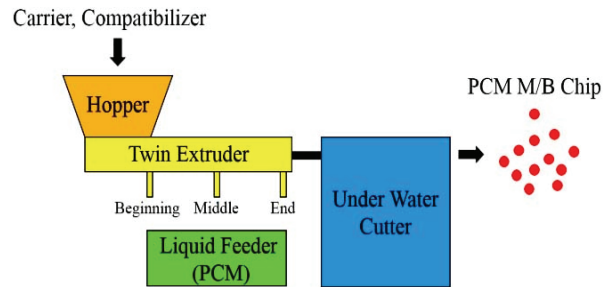 Carrier, Compatibilizer
Hopper
PCM M/B Chip
Twin Extruder
Beginning Middle End
Under Water
Cutter
Liquid Feeder
(PCM)